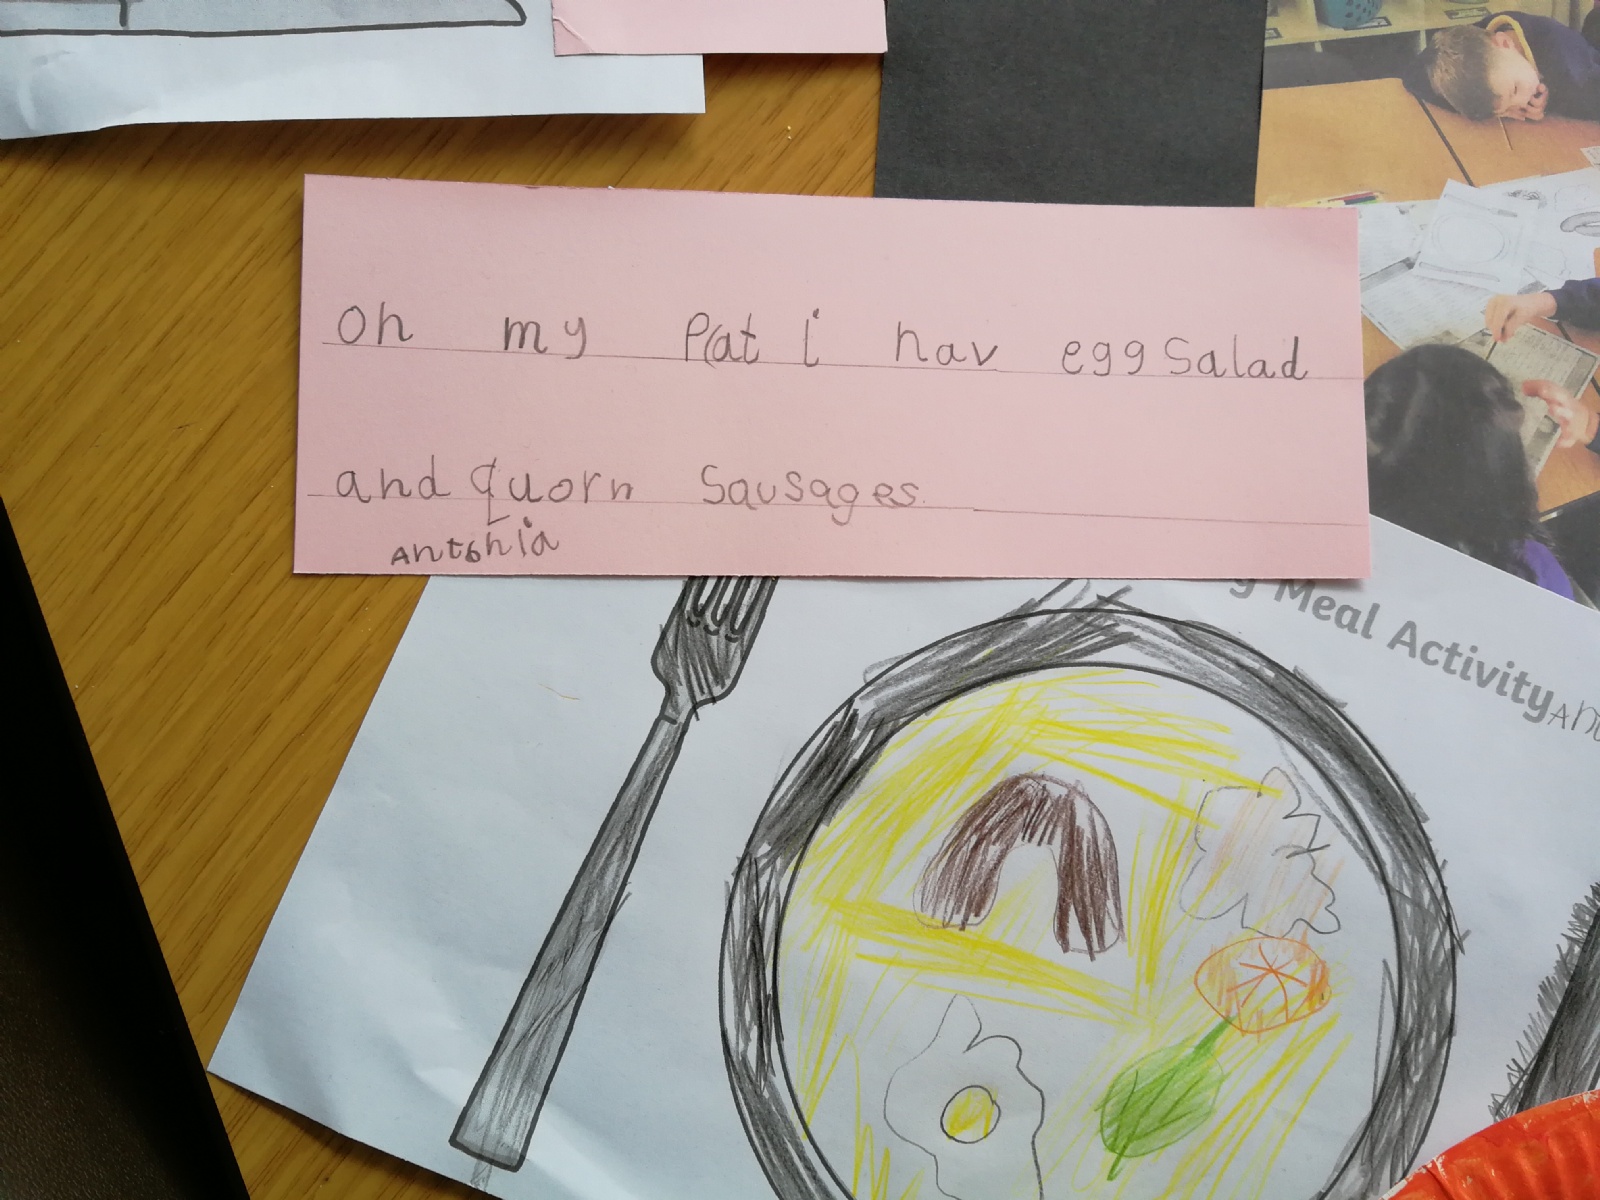 oh my Plat i hav egg salad
and quorn sausages.
Antonia
y Meal Activity